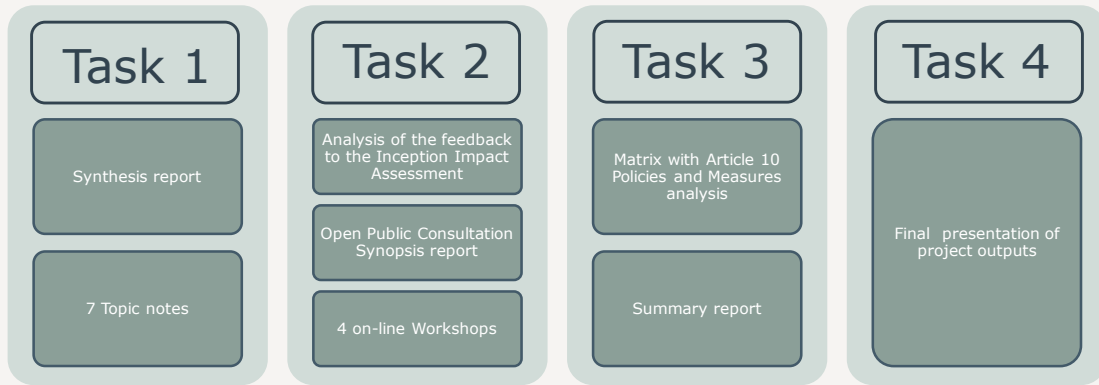 Task 1
Synthesis report
7 Topic notes
Task 2
Analysis of the feedback
to the Inception Impact
Assessment
Open Public Consultation
Synopsis report
4 on-line Workshops
Task 3
Matrix with Article 10
Policies and Measures
analysis
Summary report
Task 4
Final presentation of
project outputs